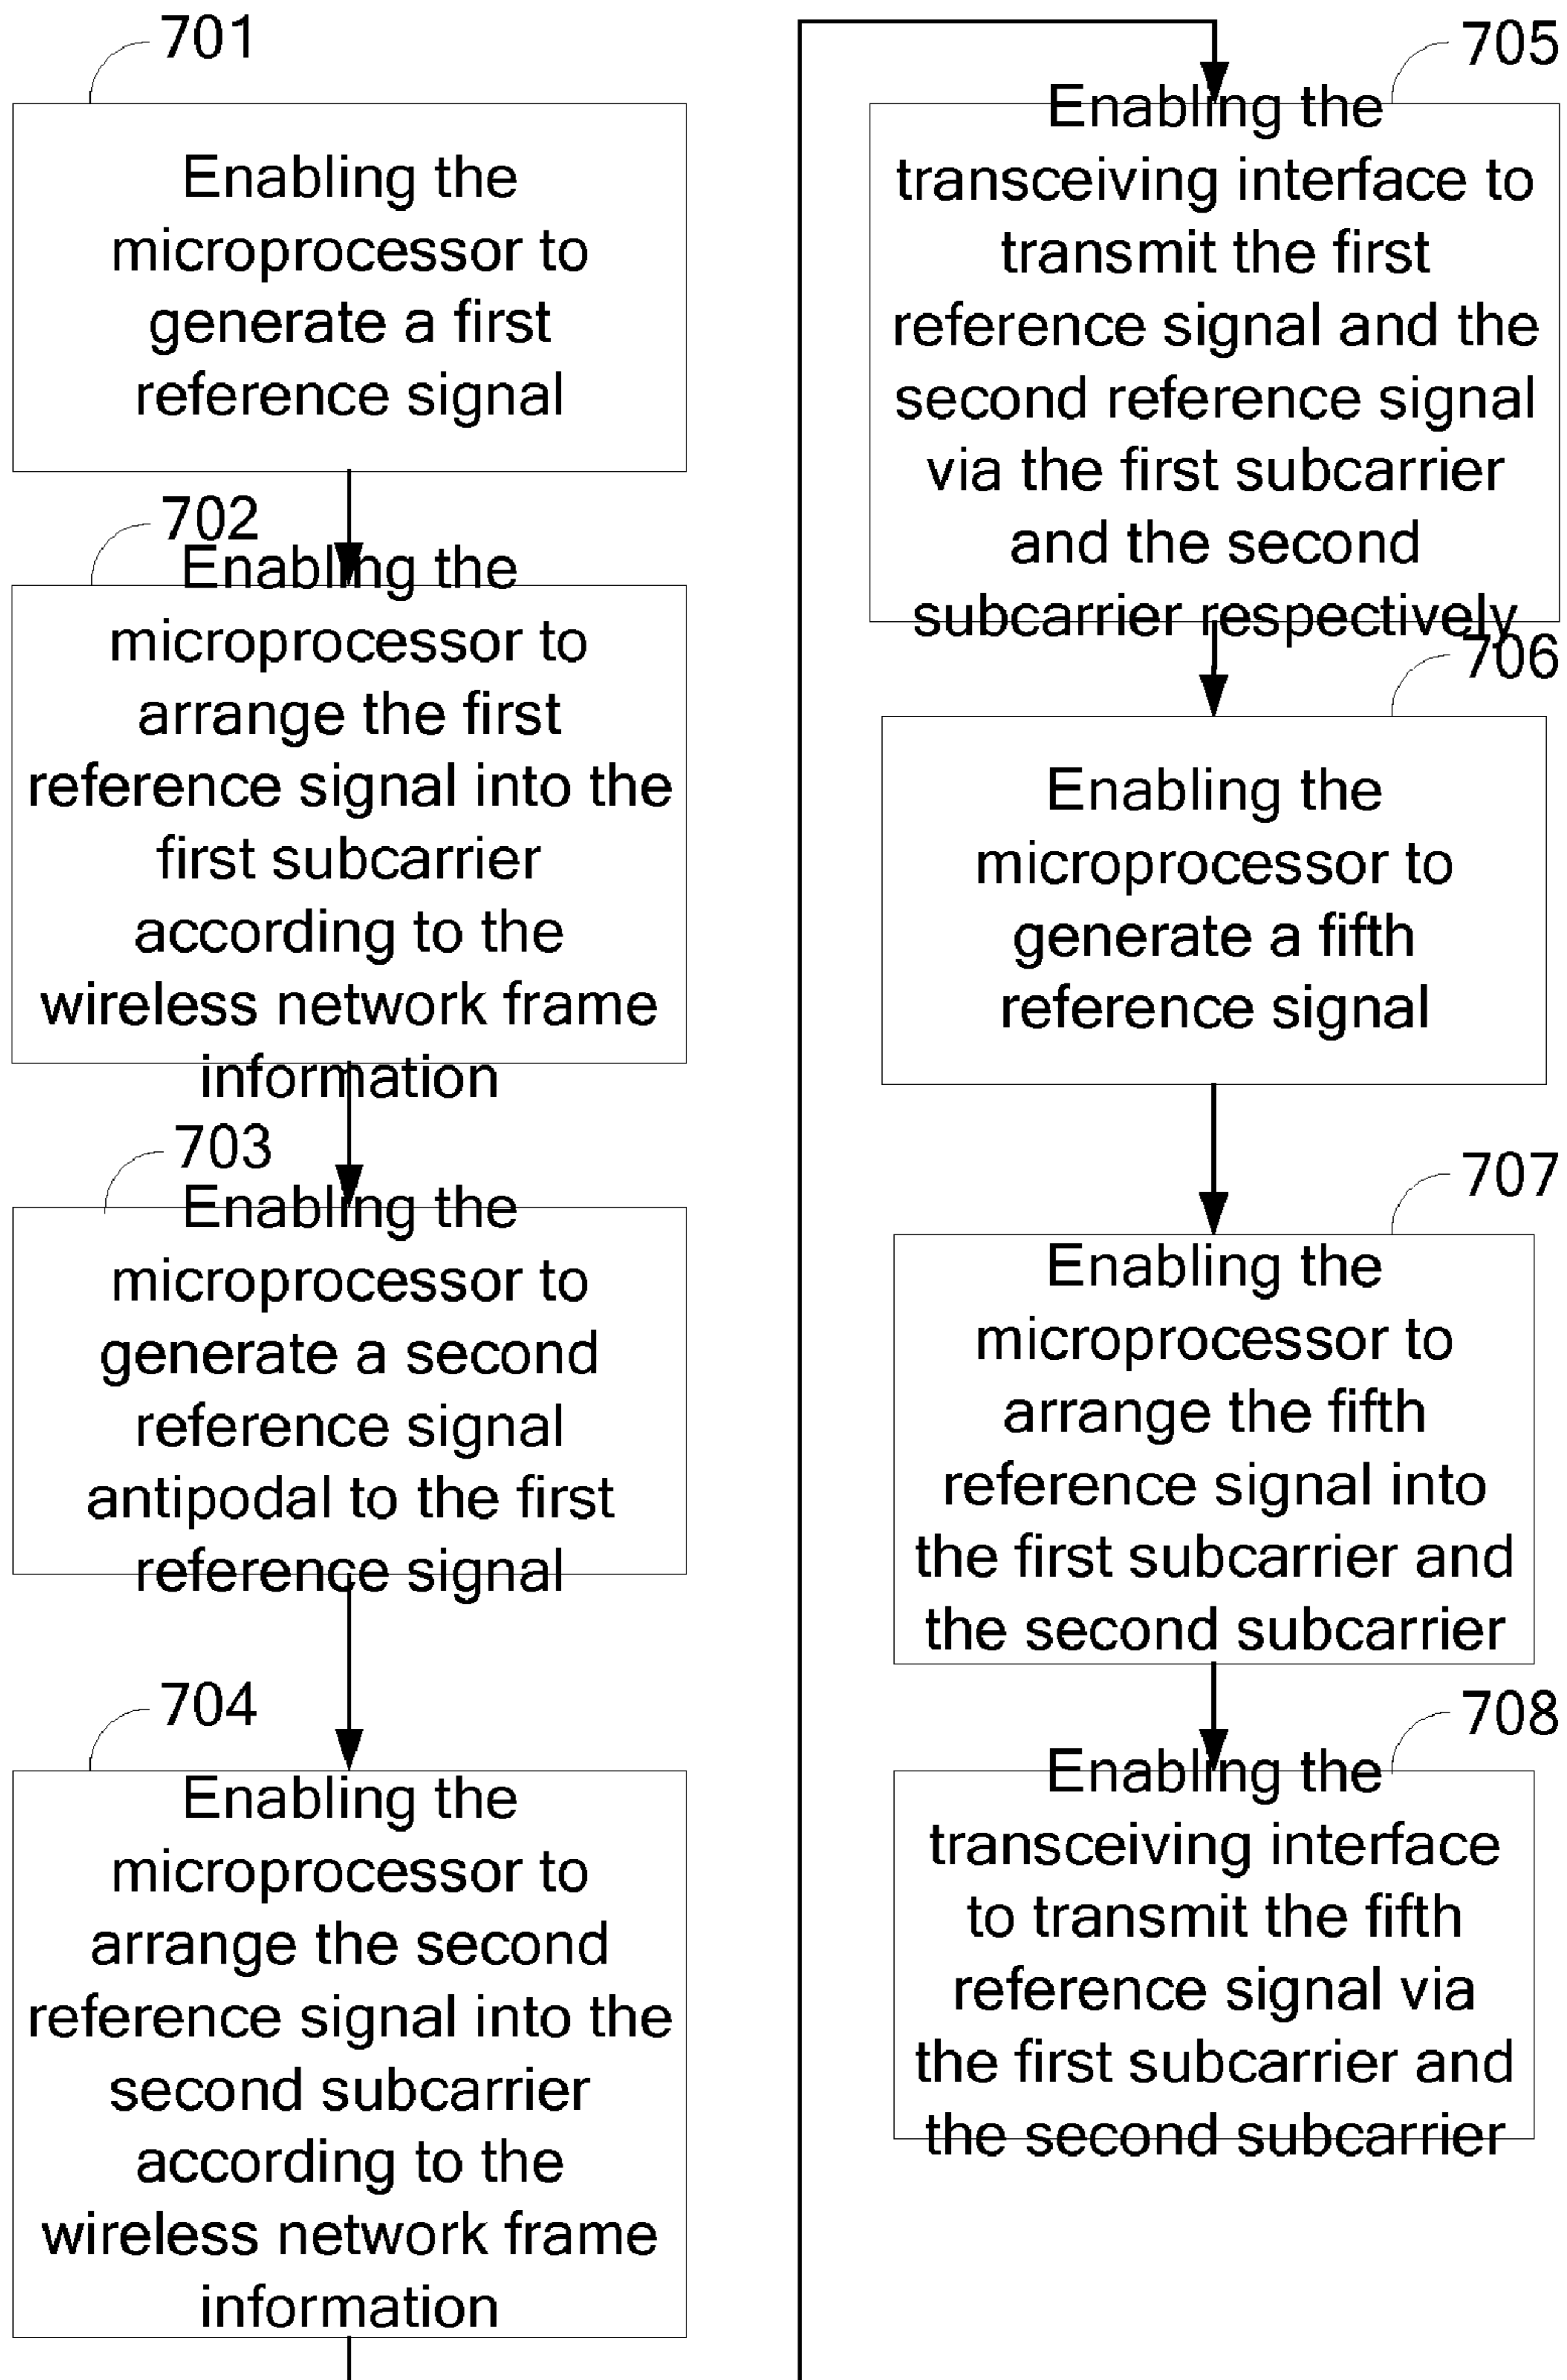 701
Enabling the
microprocessor to
generate a first
reference signal
702
Enabling the
microprocessor to
arrange the first
reference signal into the
first subcarrier
according to the
wireless network frame
information
703
Enabling the
microprocessor to
generate a second
reference signal
antipodal to the first
reference signal
704
Enabling the
microprocessor to
arrange the second
reference signal into the
second subcarrier
according to the
wireless network frame
information
705
Enabling the
transceiving interface to
transmit the first
reference signal and the
second reference signal
via the first subcarrier
and the second
subcarrier respectively
706
Enabling the
microprocessor to
generate a fifth
reference signal
707
Enabling the
microprocessor to
arrange the fifth
reference signal into
the first subcarrier and
the second subcarrier
708
Enabling the
transceiving interface
to transmit the fifth
reference signal via
the first subcarrier and
the second subcarrier